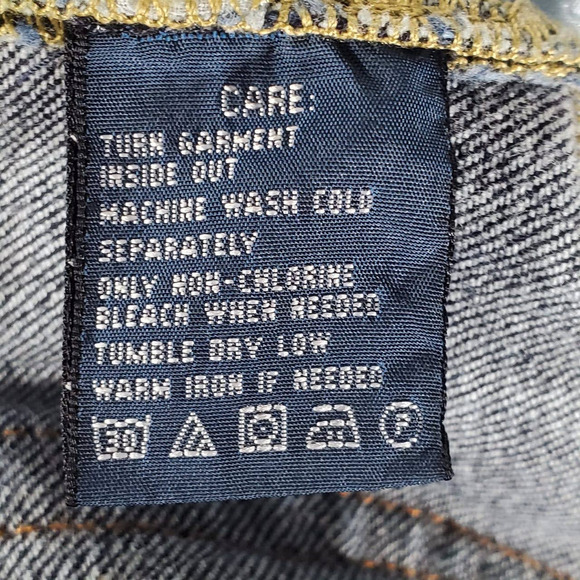 CARE:
TURN GARMENT
INSIDE OUT
MACHINE WASH COLD
SEPARATELY
ONLY NON-CHLORINE
BLEACH WHEN NEEDED
TUMBLE DRY LOW
WARM IRON IF NEEDED
30 F